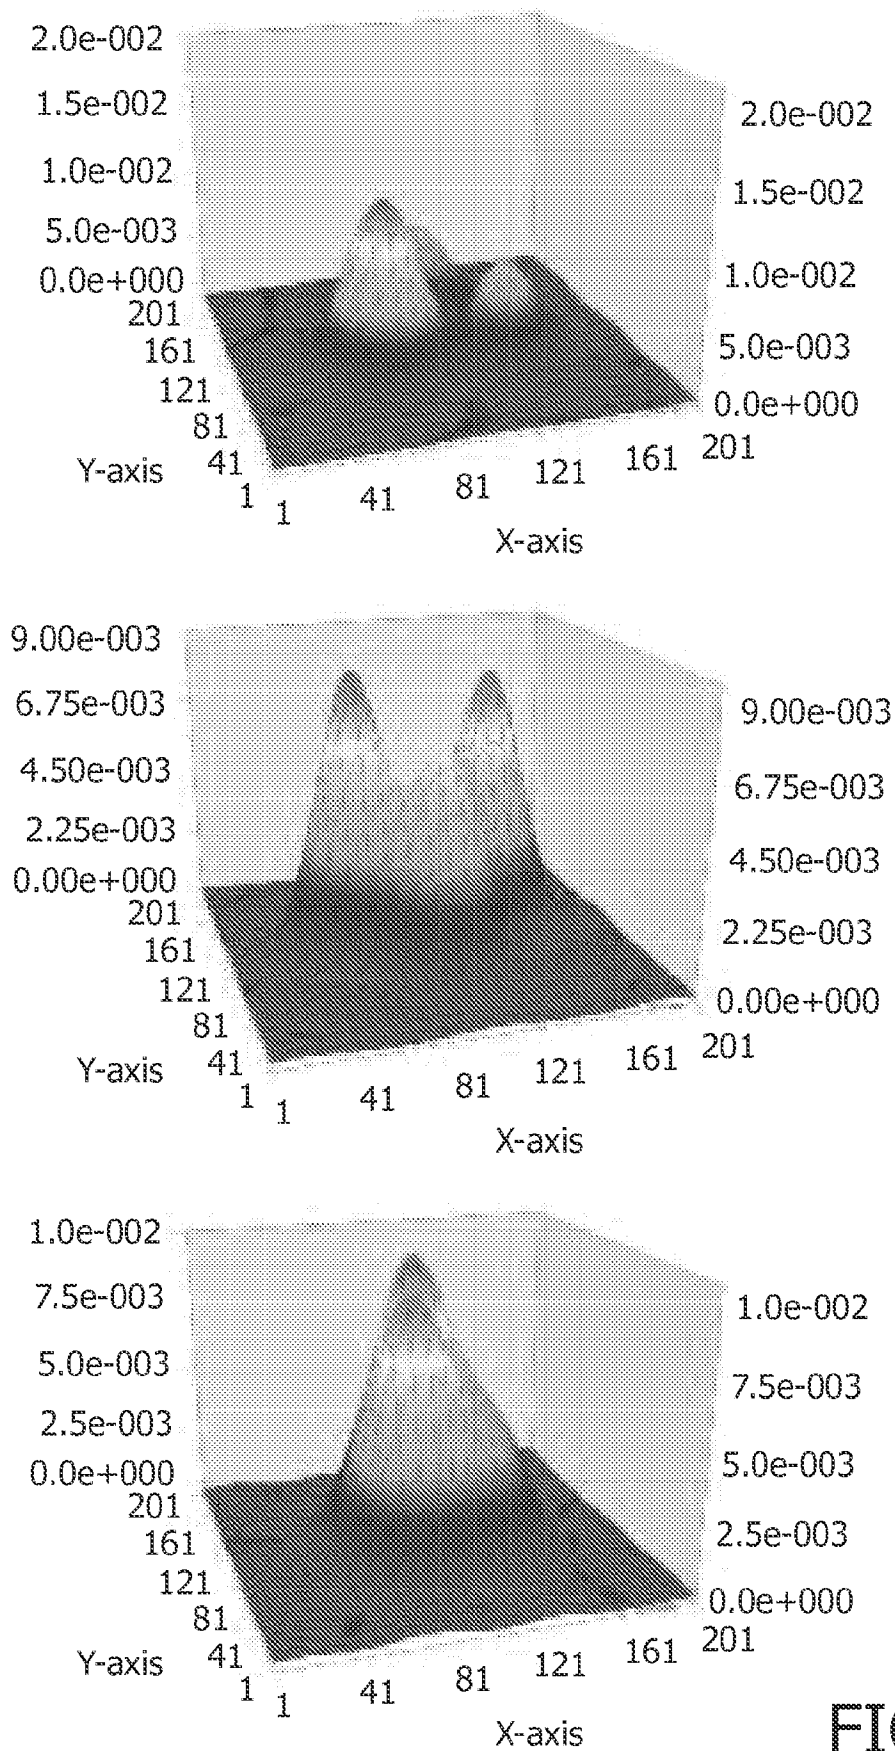 2.0e-002
1.5e-002
1.0e-002
5.0e-003
0.0e+000
201
161
121
81
41
1
Y-axis
2.0e-002
1.5e-002
1.0e-002
5.0e-003
0.0e+000
1
41
81
121
161
201
X-axis
9.00e-003
6.75e-003
4.50e-003
2.25e-003
0.00e+000
201
161
121
81
41
1
Y-axis
9.00e-003
6.75e-003
4.50e-003
2.25e-003
0.00e+000
1
41
81
121
161
201
X-axis
1.0e-002
7.5e-003
5.0e-003
2.5e-003
0.0e+000
201
161
121
81
41
1
Y-axis
1.0e-002
7.5e-003
5.0e-003
2.5e-003
0.0e+000
1
41
81
121
161
201
X-axis